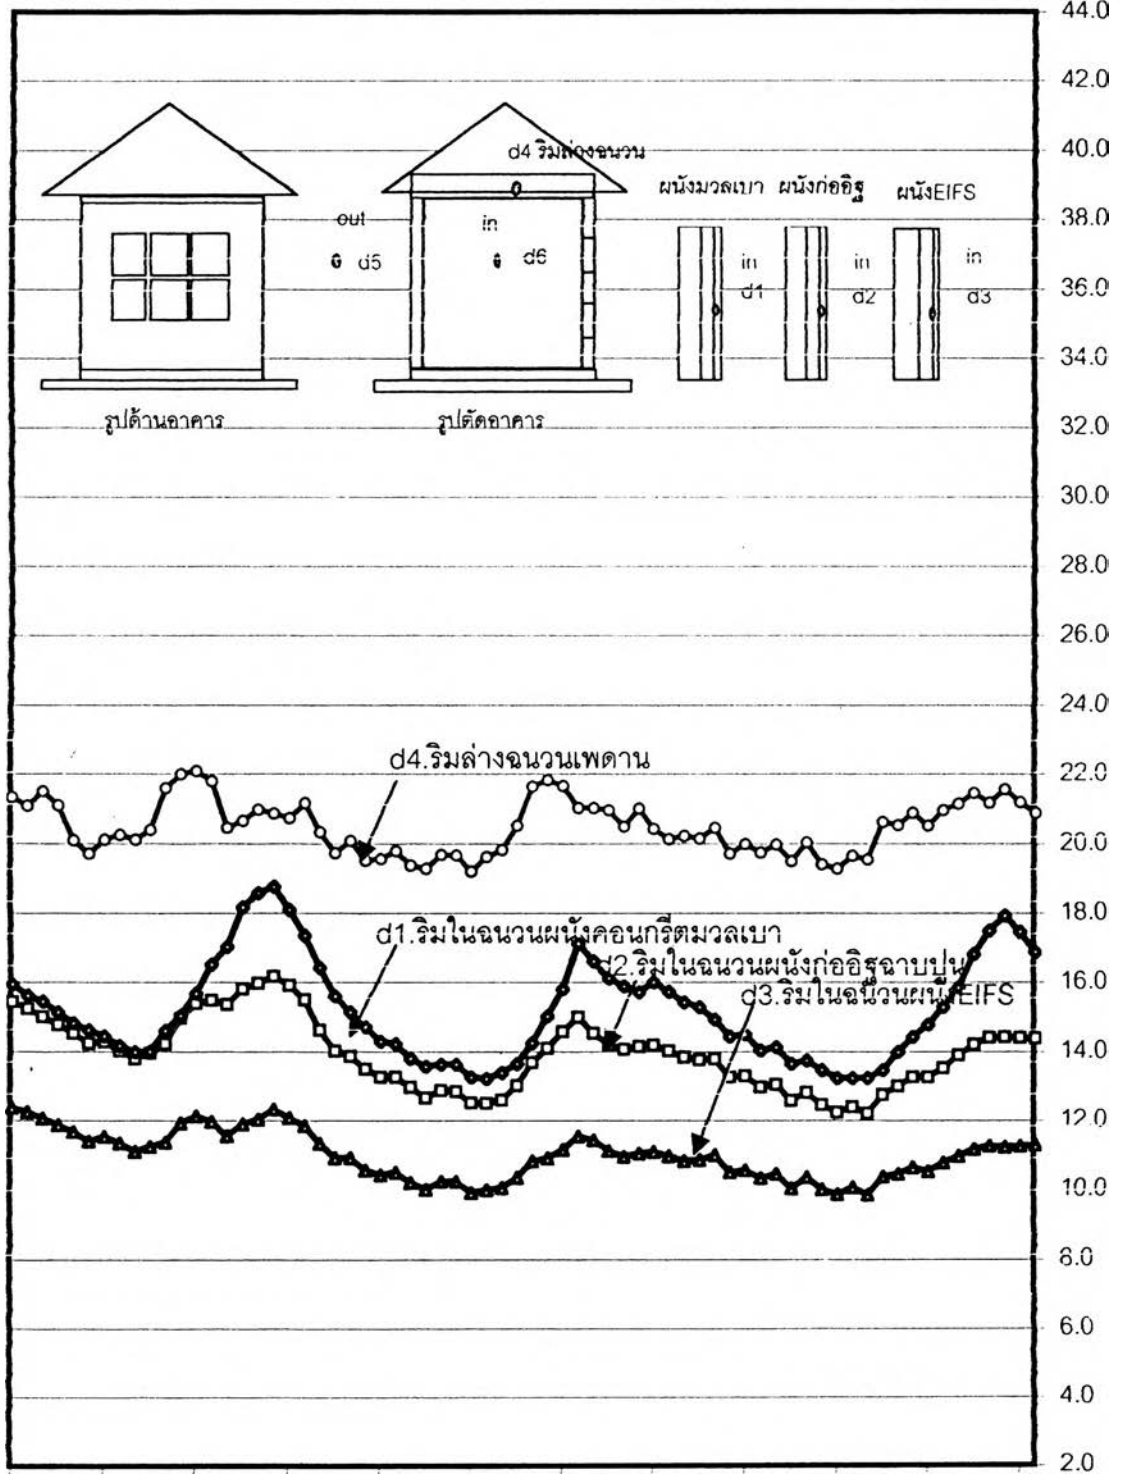 44.0
42.0
40.0
38.0
36.0
34.0
32.0
30.0
28.0
26.0
24.0
22.0
20.0
18.0
16.0
14.0
12.0
10.0
8.0
6.0
4.0
2.0
d4 ริมล่างฉนวน
ผนังมวลเบา ผนังก่ออิฐ ผนังEIFS
out
d5
in
d6
in
d1
in
d2
in
d3
รูปด้านอาคาร
รูปตัดอาคาร
d4.ริมล่างฉนวนเพดาน
d1.ริมในฉนวนผนังคอนกรีตมวลเบา
d2.ริมในฉนวนผนังก่ออิฐฉาบปูน
d3.ริมในฉนวนผนังEIFS